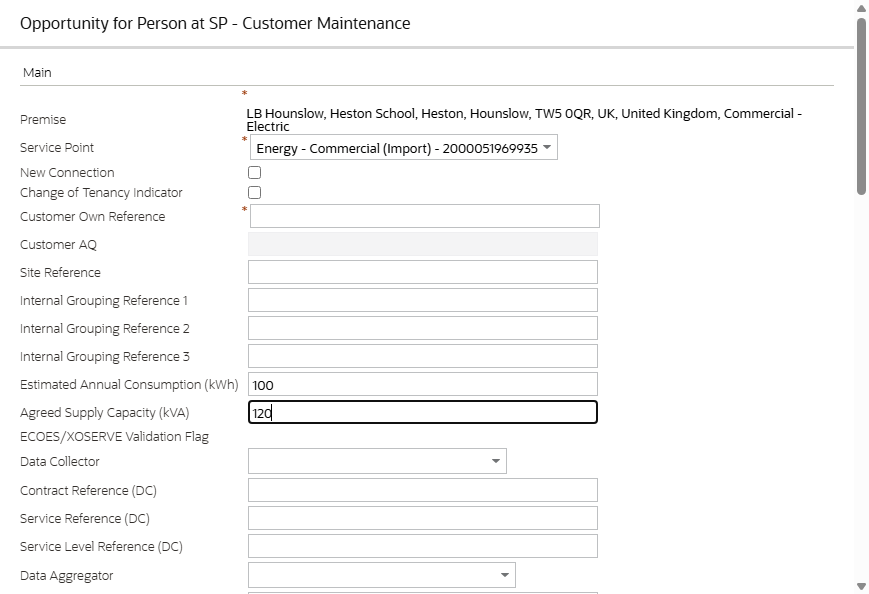 Opportunity for Person at SP - Customer Maintenance
Main
*
Premise
LB Hounslow, Heston School, Heston, Hounslow, TW5 0QR, UK, United Kingdom, Commercial -
Electric
Service Point * Energy - Commercial (Import) - 2000051969935
New Connection
Change of Tenancy Indicator
Customer Own Reference *
Customer AQ
Site Reference
Internal Grouping Reference 1
Internal Grouping Reference 2
Internal Grouping Reference 3
Estimated Annual Consumption (kWh) 100
Agreed Supply Capacity (kVA) 120
ECOES/XOSERVE Validation Flag
Data Collector
Contract Reference (DC)
Service Reference (DC)
Service Level Reference (DC)
Data Aggregator